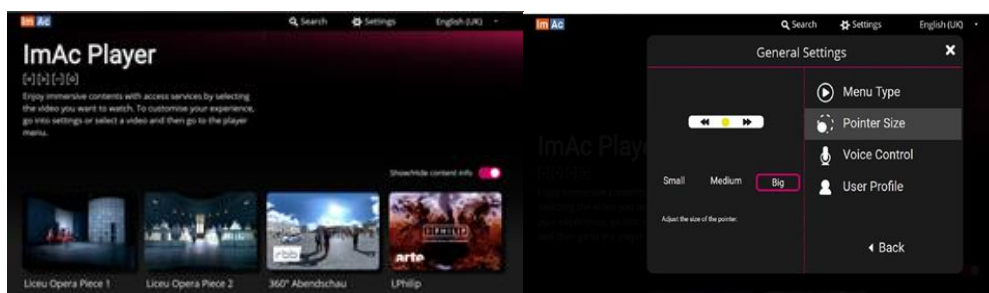 Im Ac
Search
Settings
English (UK)
ImAc Player
Enjoy immersive contents with access services by selecting
the video you want to watch. To customise your experience,
go into settings or select a video and then go to the player
menu.
Show/Hide content info
rbb
arte
Liceu Opera Piece 1
Liceu Opera Piece 2
360° Abendschau
LPhilip
Im Ac
Search
Settings
English (UK)
General Settings
Small
Medium
Big
Adjust the size of the pointer.
Menu Type
Pointer Size
Voice Control
User Profile
Back
ImAc Playe